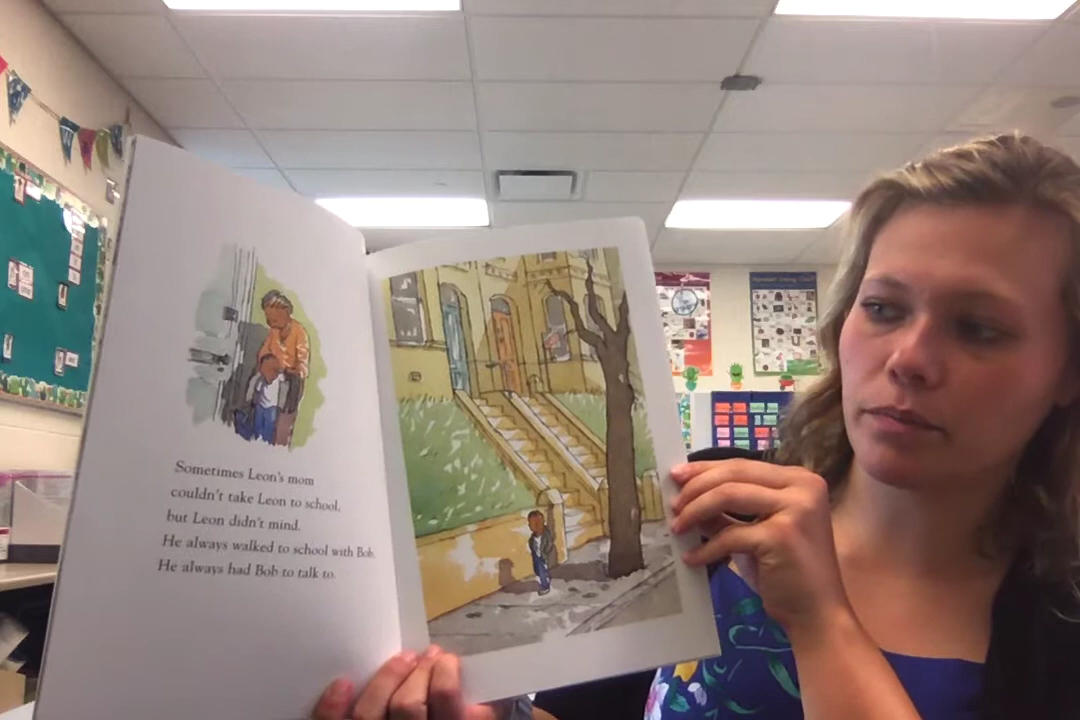 Sometimes Leon's mom
couldn't take Leon to school,
but Leon didn't mind.
He always walked to school with Bob.
He always had Bob to talk to.